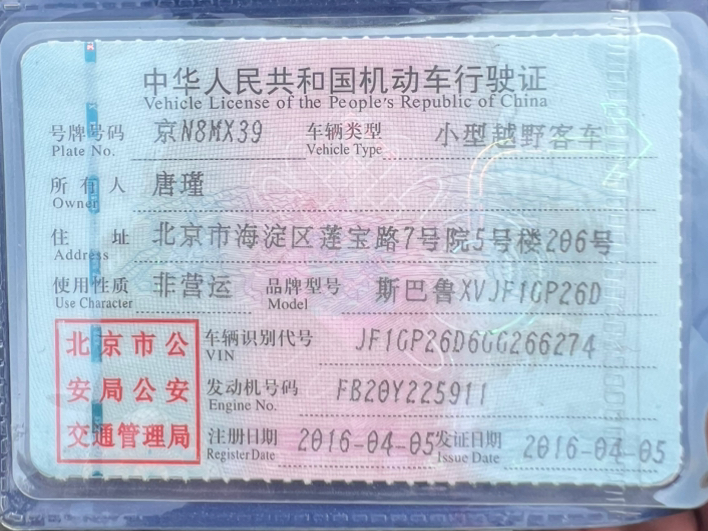 中华人民共和国机动车行驶证
Vehicle License of the People's Republic of China
号牌号码 京N8MX39 车辆类型 小型越野客车
Plate No. Vehicle Type
所有人 唐瑾
Owner
住址 北京市海淀区莲宝路7号院5号楼206号
Address
使用性质 非营运 品牌型号 斯巴鲁XVJF1GP26D
Use Character Model
北京市公 车辆识别代号 JF1GP26D6GG266274
VIN
安局公安 发动机号码 FB20Y225911
Engine No.
交通管理局 注册日期 2016-04-05 发证日期 2016-04-05
Register Date Issue Date